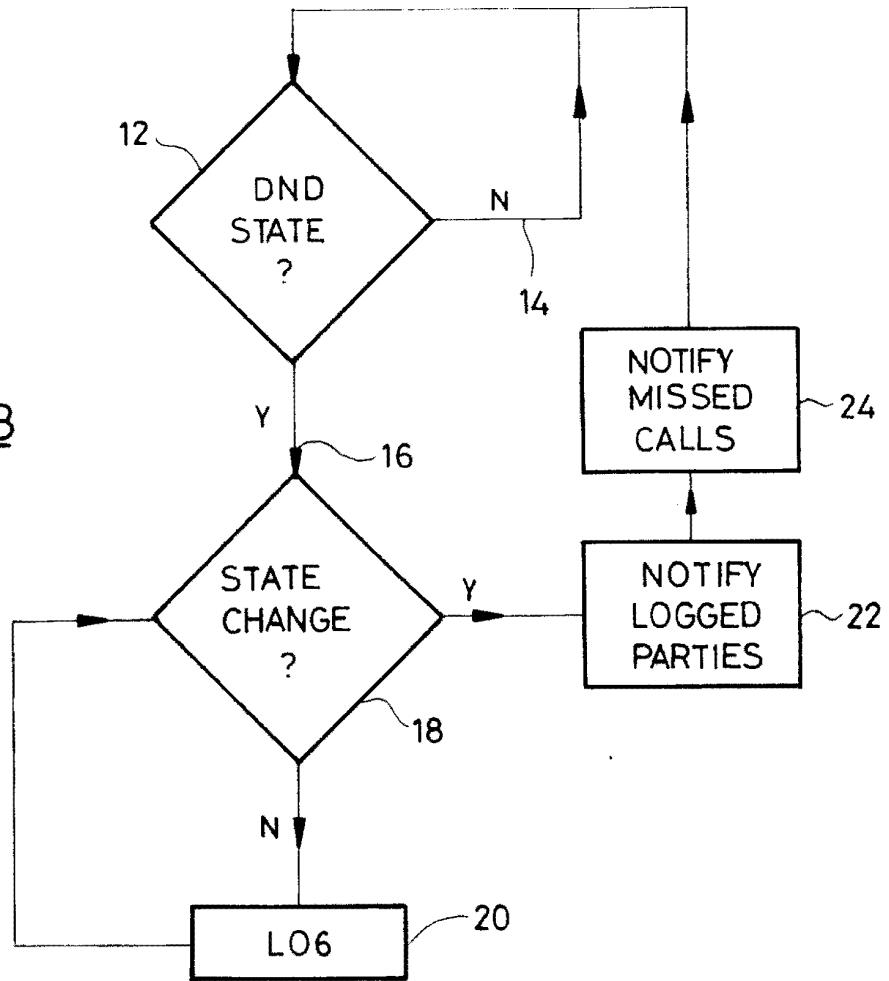 12
DND
STATE
?
N
14
NOTIFY
MISSED
CALLS
24
Y
16
B
STATE
CHANGE
?
Y
NOTIFY
LOGGED
PARTIES
22
18
N
LO6
20